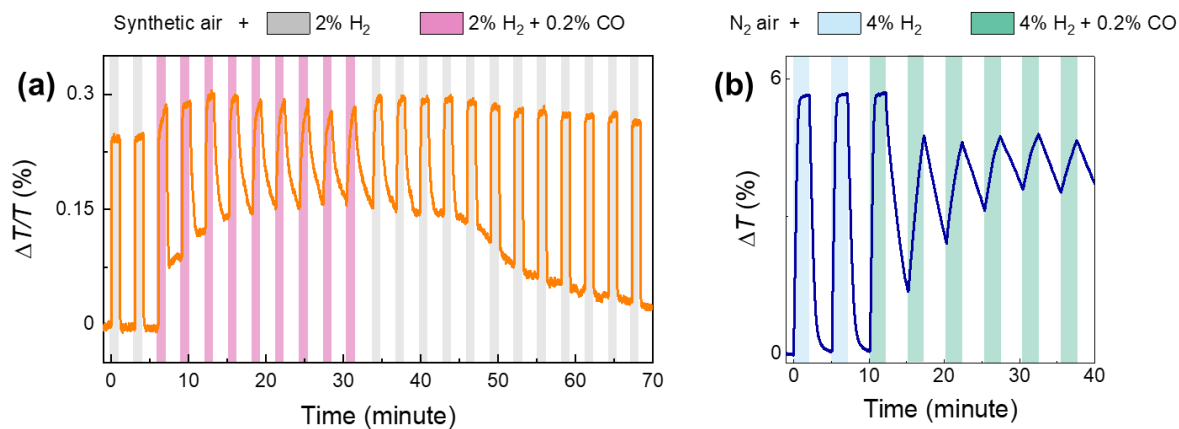 Synthetic air + 2% H₂ 2% H₂ + 0.2% CO
N₂ air + 4% H₂ 4% H₂ + 0.2% CO
(a)
0.3
0.15
0
ΔT/T (%)
0 10 20 30 40 50 60 70
Time (minute)
(b)
6
3
0
ΔT (%)
0 10 20 30 40
Time (minute)